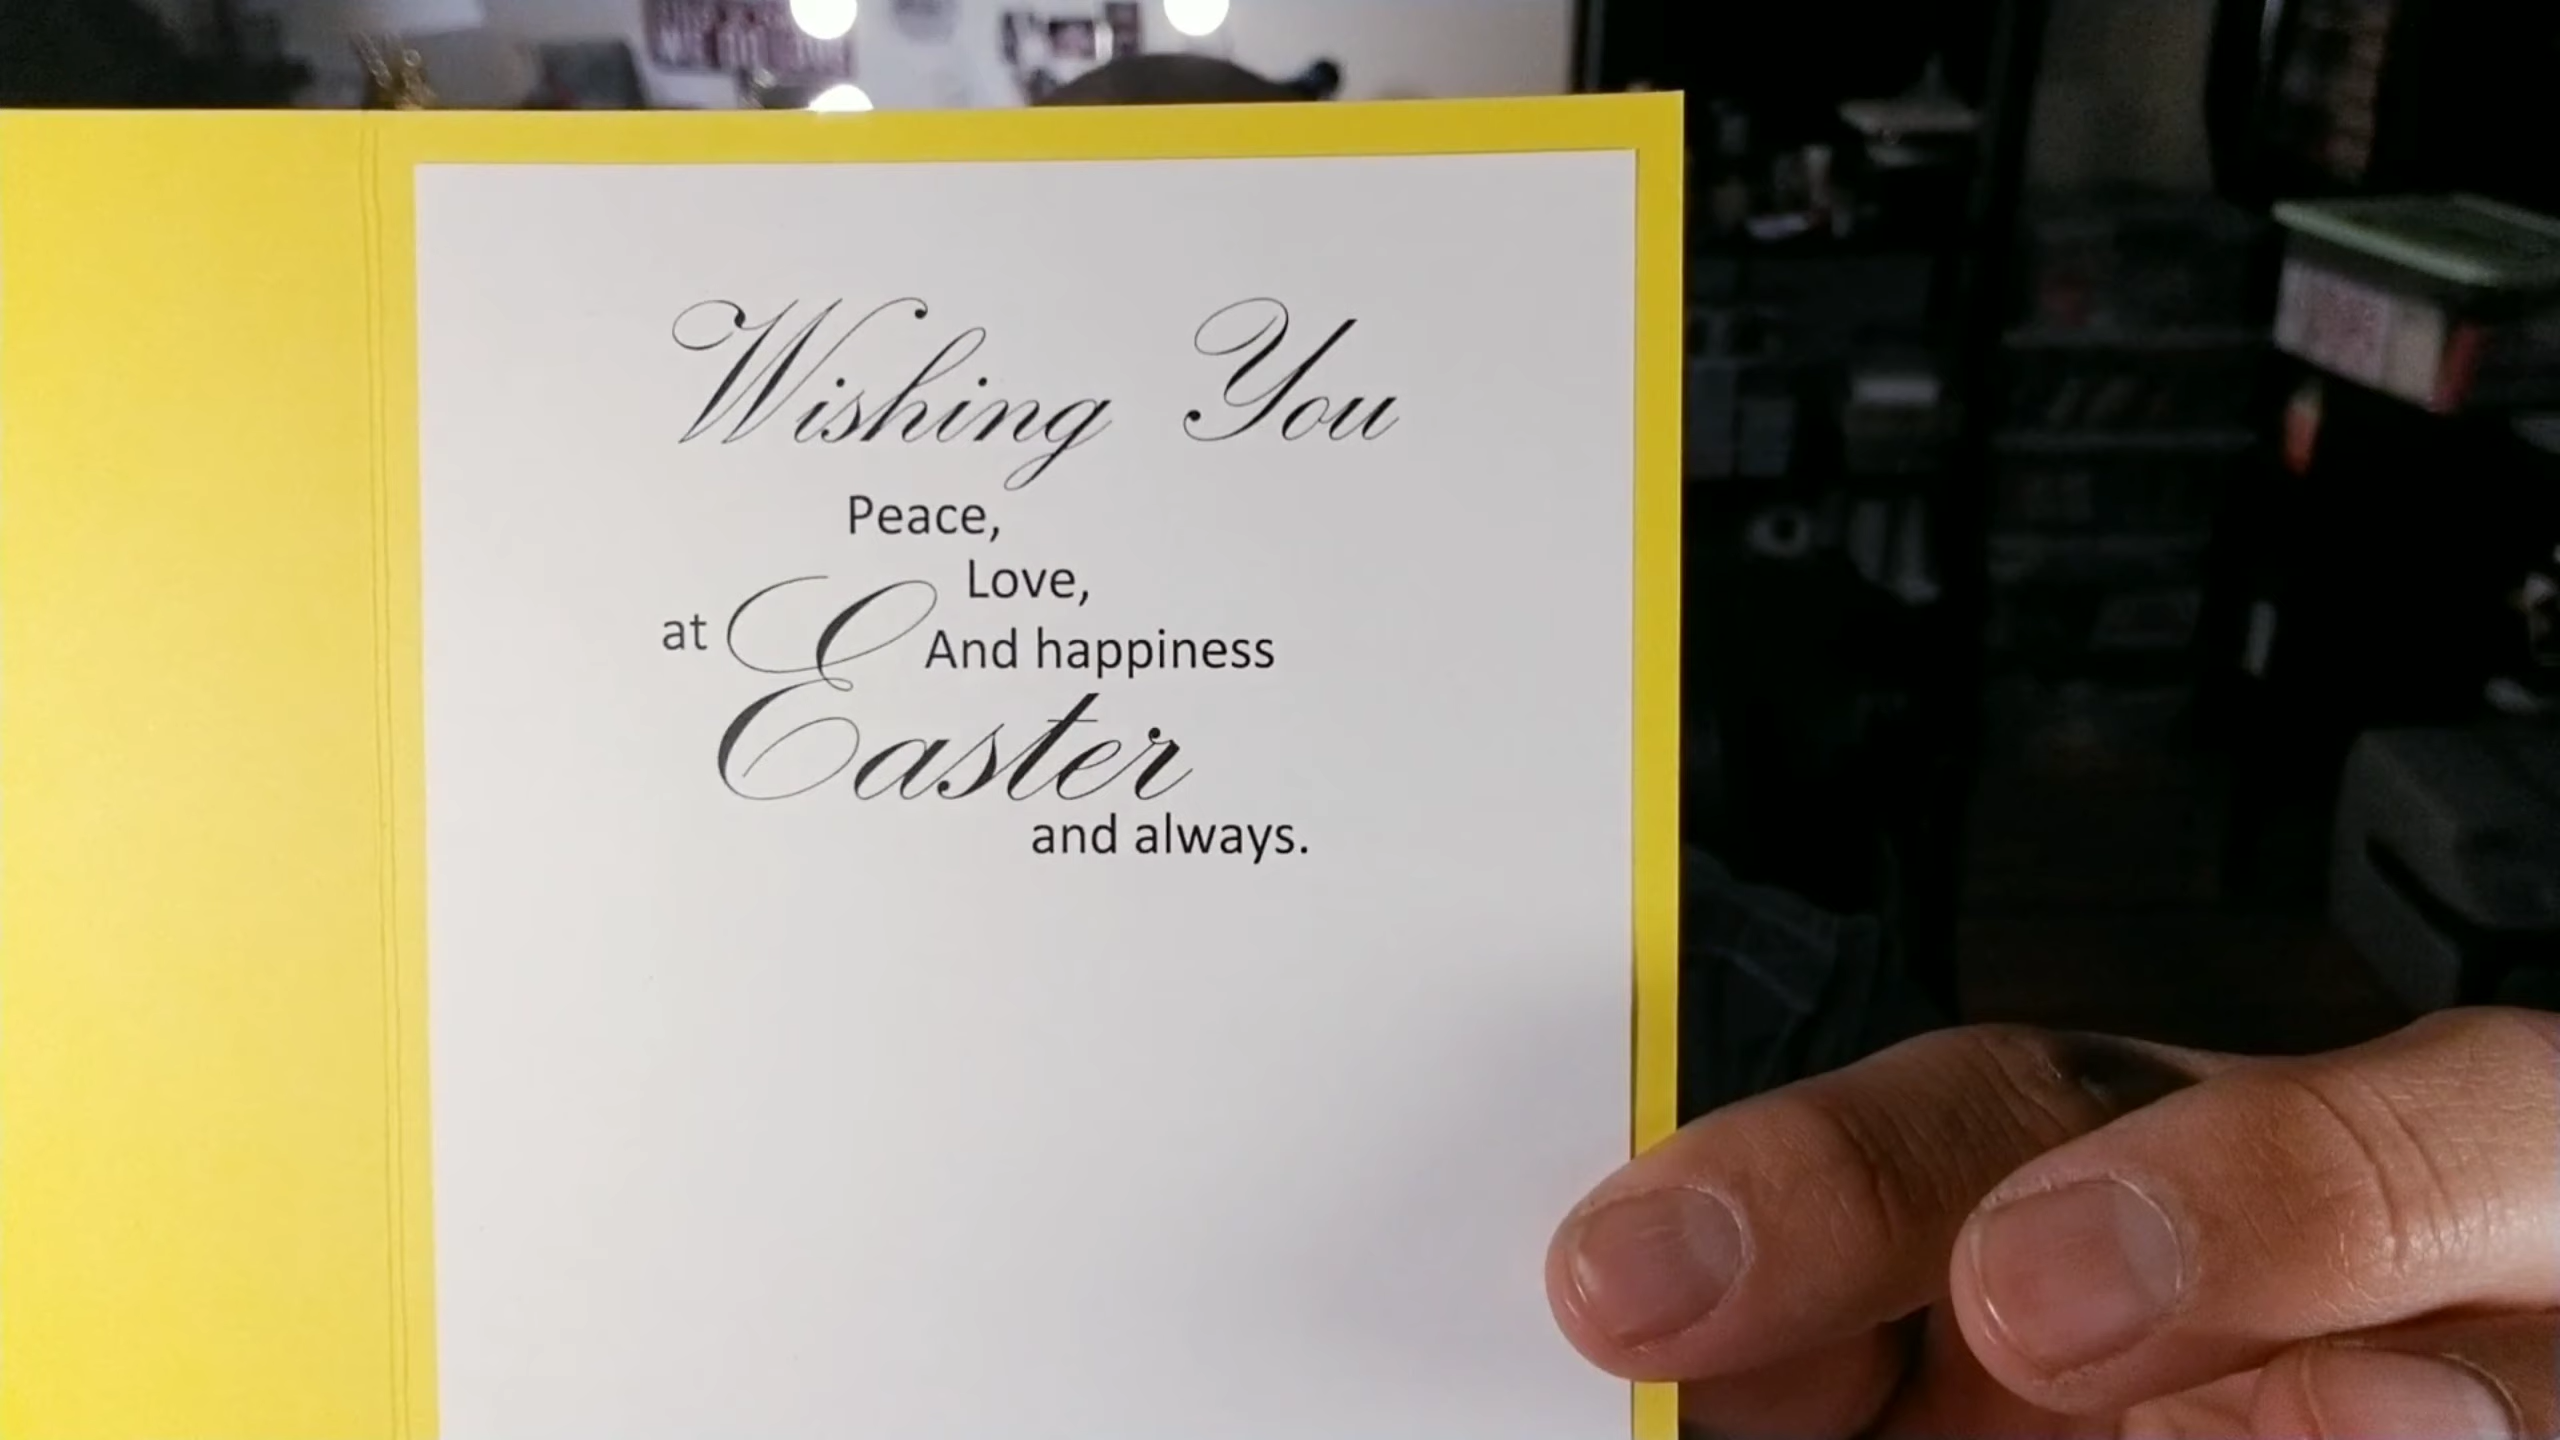 Wishing You
Peace,
Love,
And happiness
at Easter
and always.